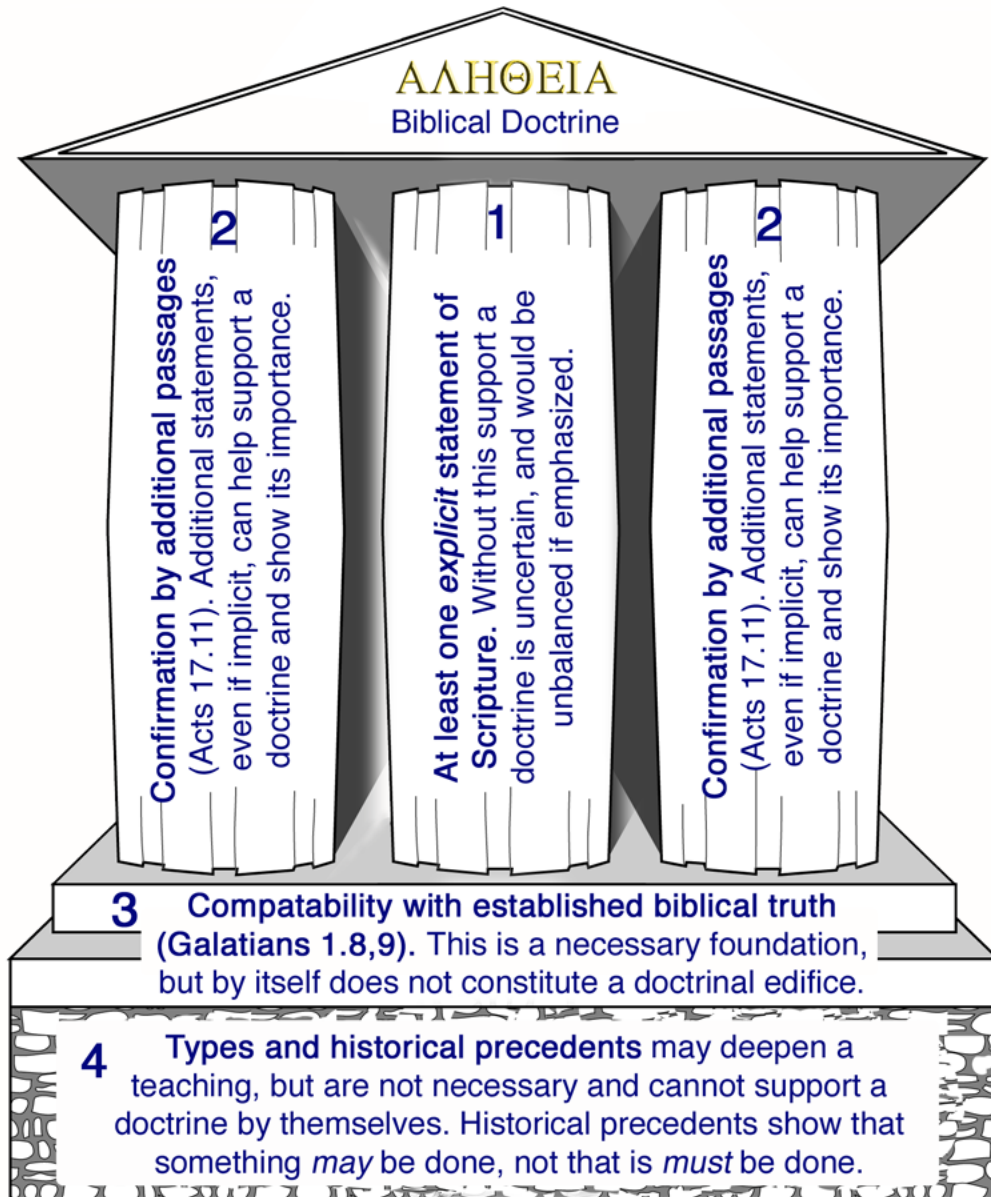 ΑΛΗΘΕΙΑ
Biblical Doctrine
2
Confirmation by additional passages
(Acts 17.11). Additional statements,
even if implicit, can help support a
doctrine and show its importance.
1
At least one explicit statement of
Scripture. Without this support a
doctrine is uncertain, and would be
unbalanced if emphasized.
2
Confirmation by additional passages
(Acts 17.11). Additional statements,
even if implicit, can help support a
doctrine and show its importance.
3 Compatability with established biblical truth
(Galatians 1.8,9). This is a necessary foundation,
but by itself does not constitute a doctrinal edifice.
4 Types and historical precedents may deepen a
teaching, but are not necessary and cannot support a
doctrine by themselves. Historical precedents show that
something may be done, not that is must be done.